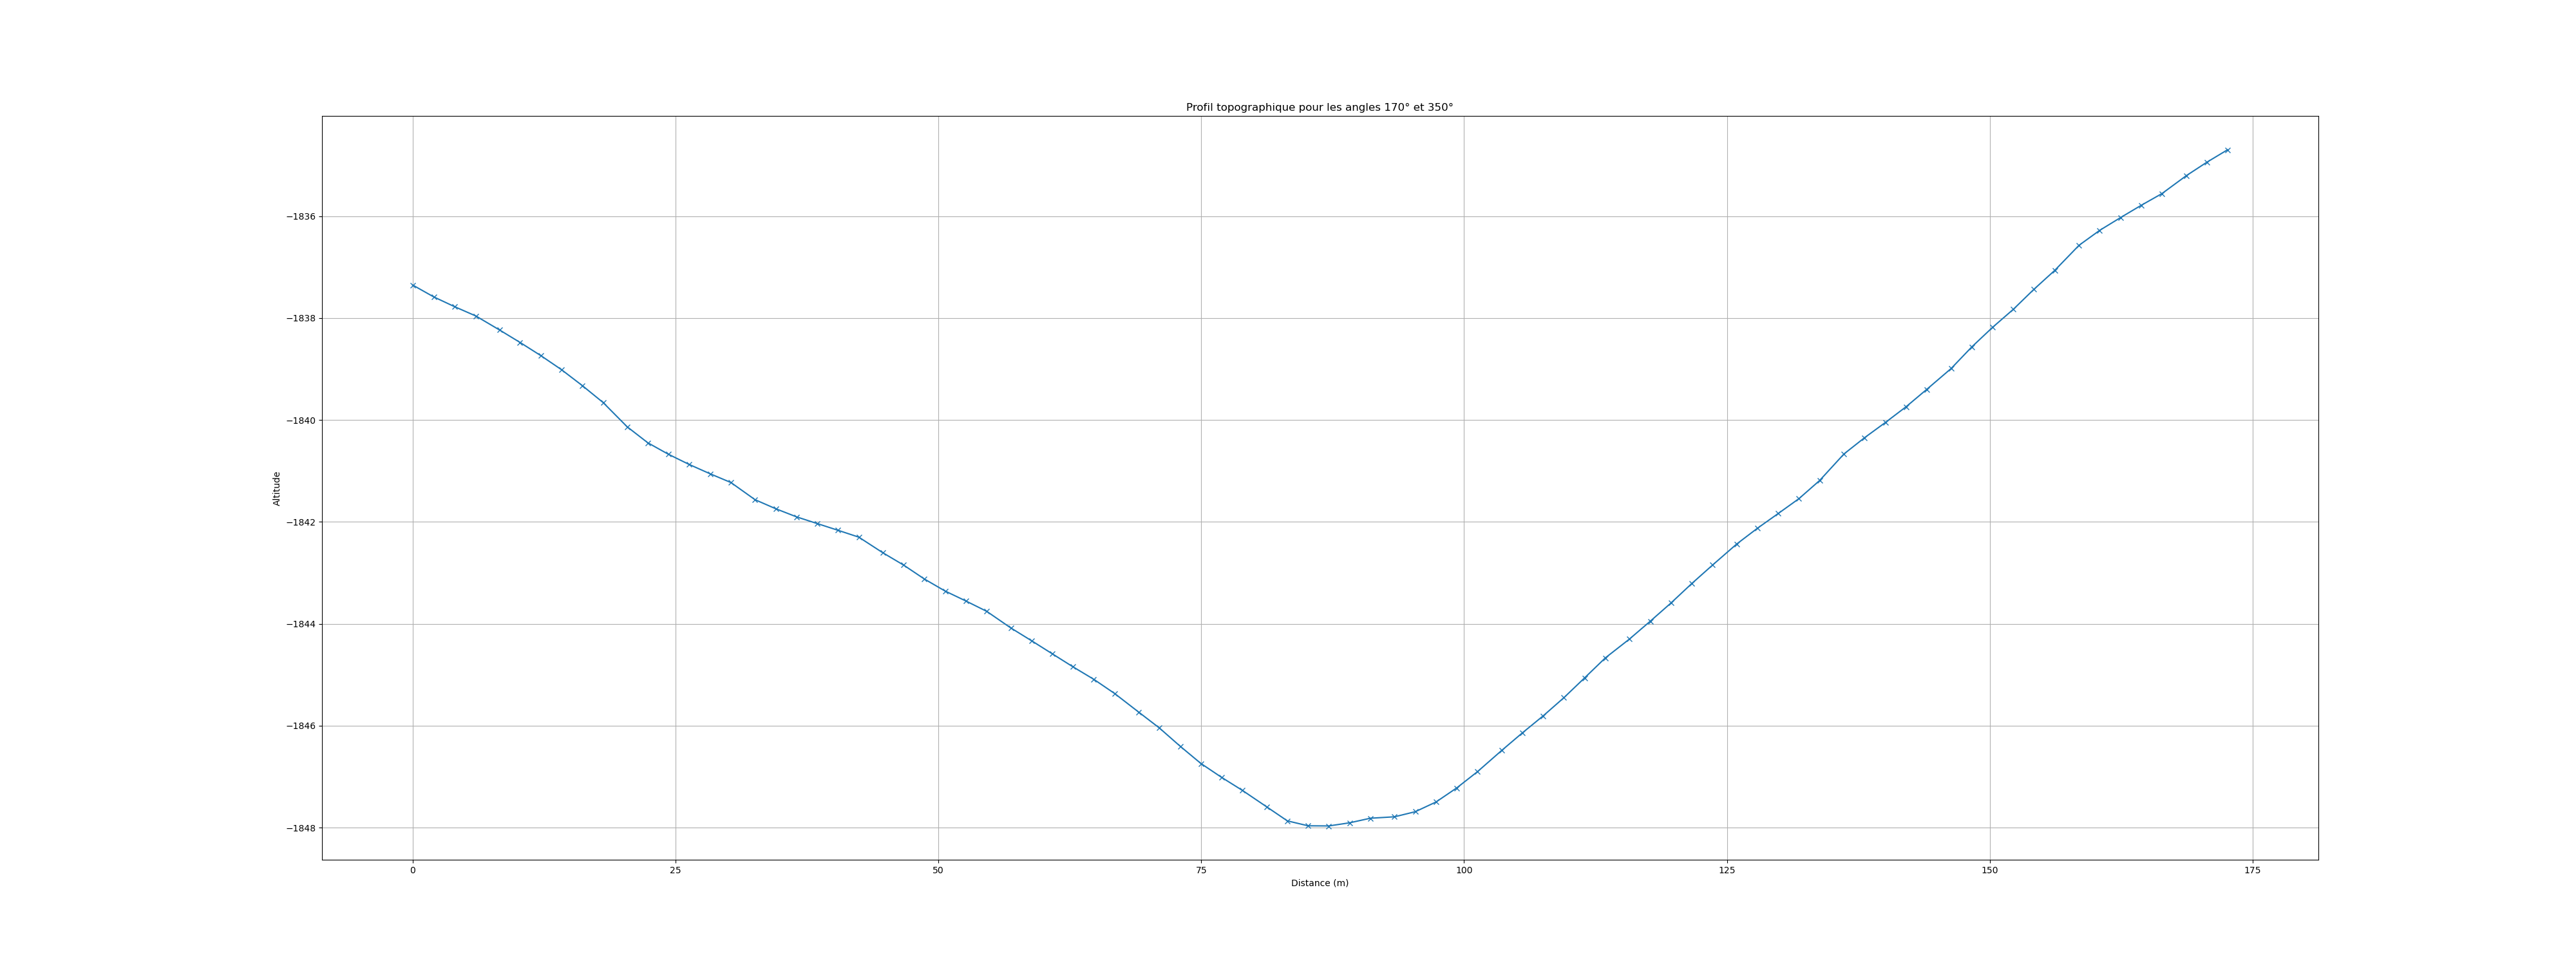 Profil topographique pour les angles 170° et 350°
Altitude
−1836
−1838
−1840
−1842
−1844
−1846
−1848
0 25 50 75 100 125 150 175
Distance (m)